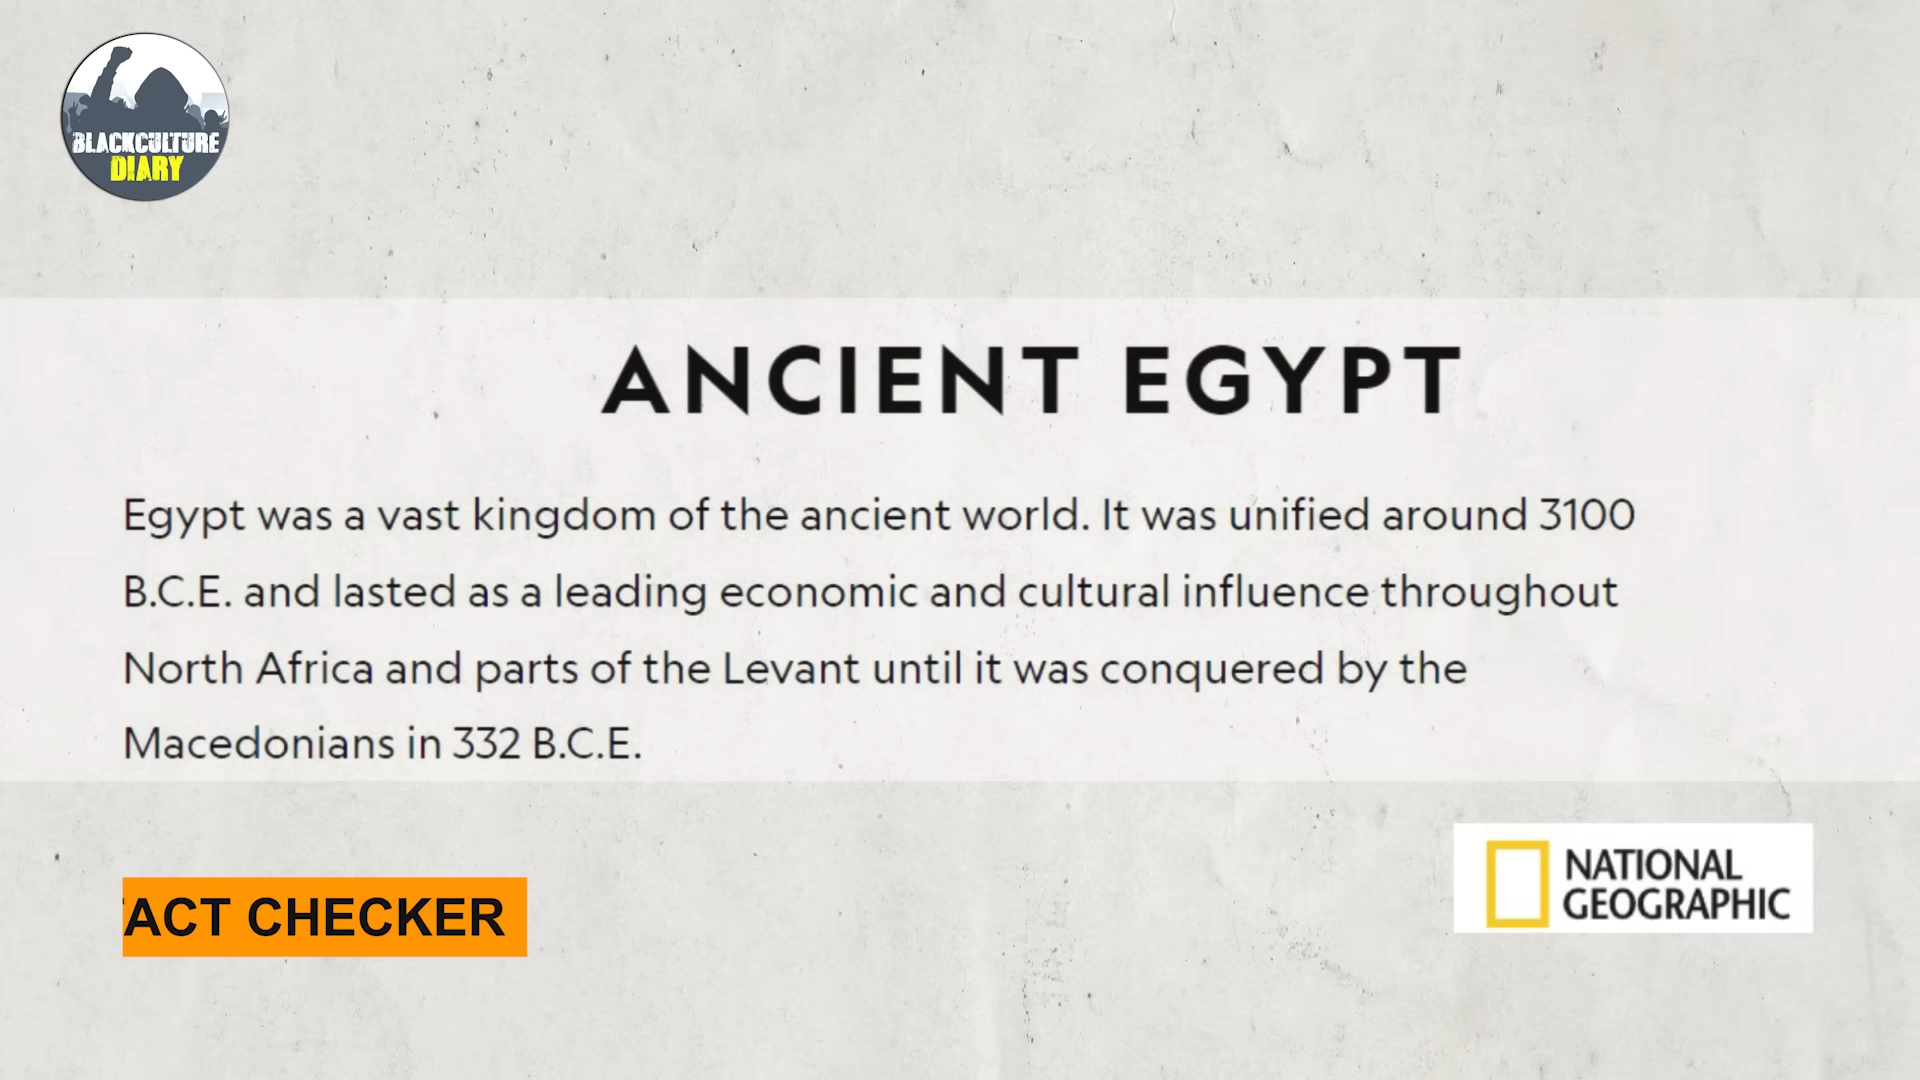 BLACKCULTURE
DIARY
ANCIENT EGYPT
Egypt was a vast kingdom of the ancient world. It was unified around 3100
B.C.E. and lasted as a leading economic and cultural influence throughout
North Africa and parts of the Levant until it was conquered by the
Macedonians in 332 B.C.E.
ACT CHECKER
NATIONAL
GEOGRAPHIC